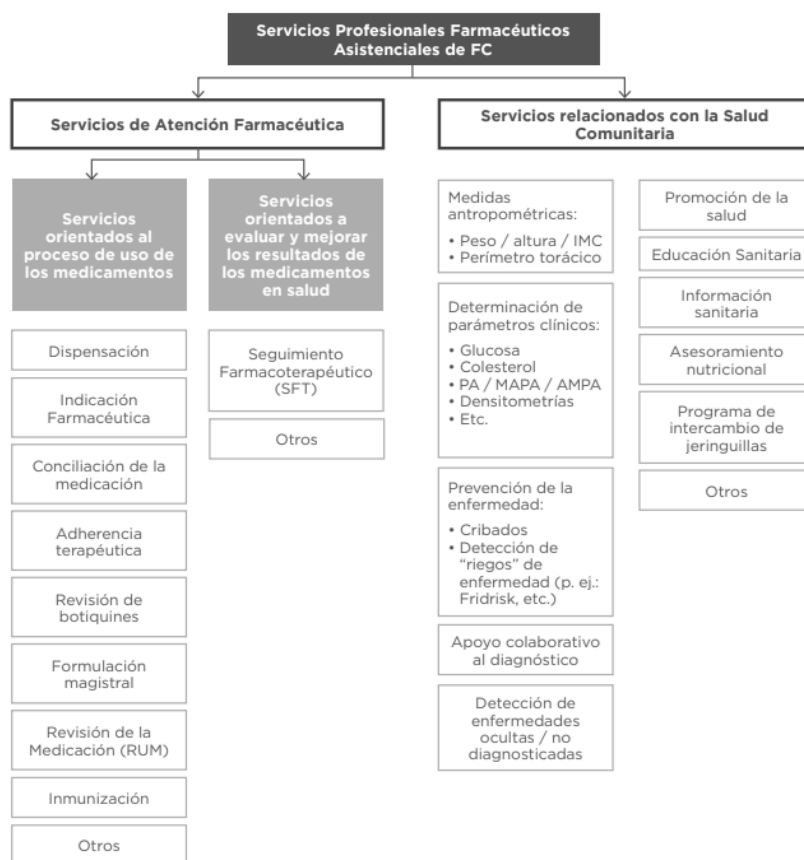 Servicios Profesionales Farmacéuticos
Asistenciales de FC
Servicios de Atención Farmacéutica
Servicios
orientados al
proceso de uso de
los medicamentos
Dispensación
Indicación
Farmacéutica
Conciliación de la
medicación
Adherencia
terapéutica
Revisión de
botiquines
Formulación
magistral
Revisión de la
Medicación (RUM)
Inmunización
Otros
Servicios
orientados a
evaluar y mejorar
los resultados de
los medicamentos
en salud
Seguimiento
Farmacoterapéutico
(SFT)
Otros
Servicios relacionados con la Salud
Comunitaria
Medidas
antropométricas:
• Peso / altura / IMC
• Perímetro torácico
Determinación de
parámetros clínicos:
• Glucosa
• Colesterol
• PA / MAPA / AMPA
• Densitometrías
• Etc.
Prevención de la
enfermedad:
• Cribados
• Detección de
“riegos” de
enfermedad (p. ej.:
Fridrisk, etc.)
Apoyo colaborativo
al diagnóstico
Detección de
enfermedades
ocultas / no
diagnosticadas
Promoción de la
salud
Educación Sanitaria
Información
sanitaria
Asesoramiento
nutricional
Programa de
intercambio de
jeringuillas
Otros